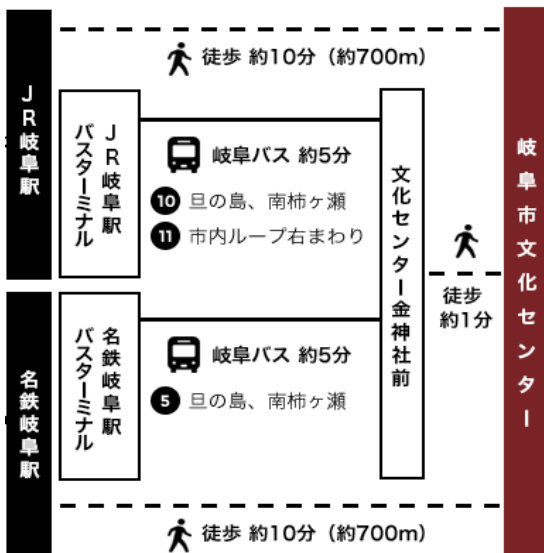 徒歩 約10分（約700m）
JR岐阜駅
JR岐阜駅
バスターミナル
岐阜バス 約5分
10 旦の島、南柿ヶ瀬
11 市内ループ右まわり
名鉄岐阜駅
名鉄岐阜駅
バスターミナル
岐阜バス 約5分
5 旦の島、南柿ヶ瀬
文化センター金神社前
徒歩
約1分
岐阜市文化センター
徒歩 約10分（約700m）